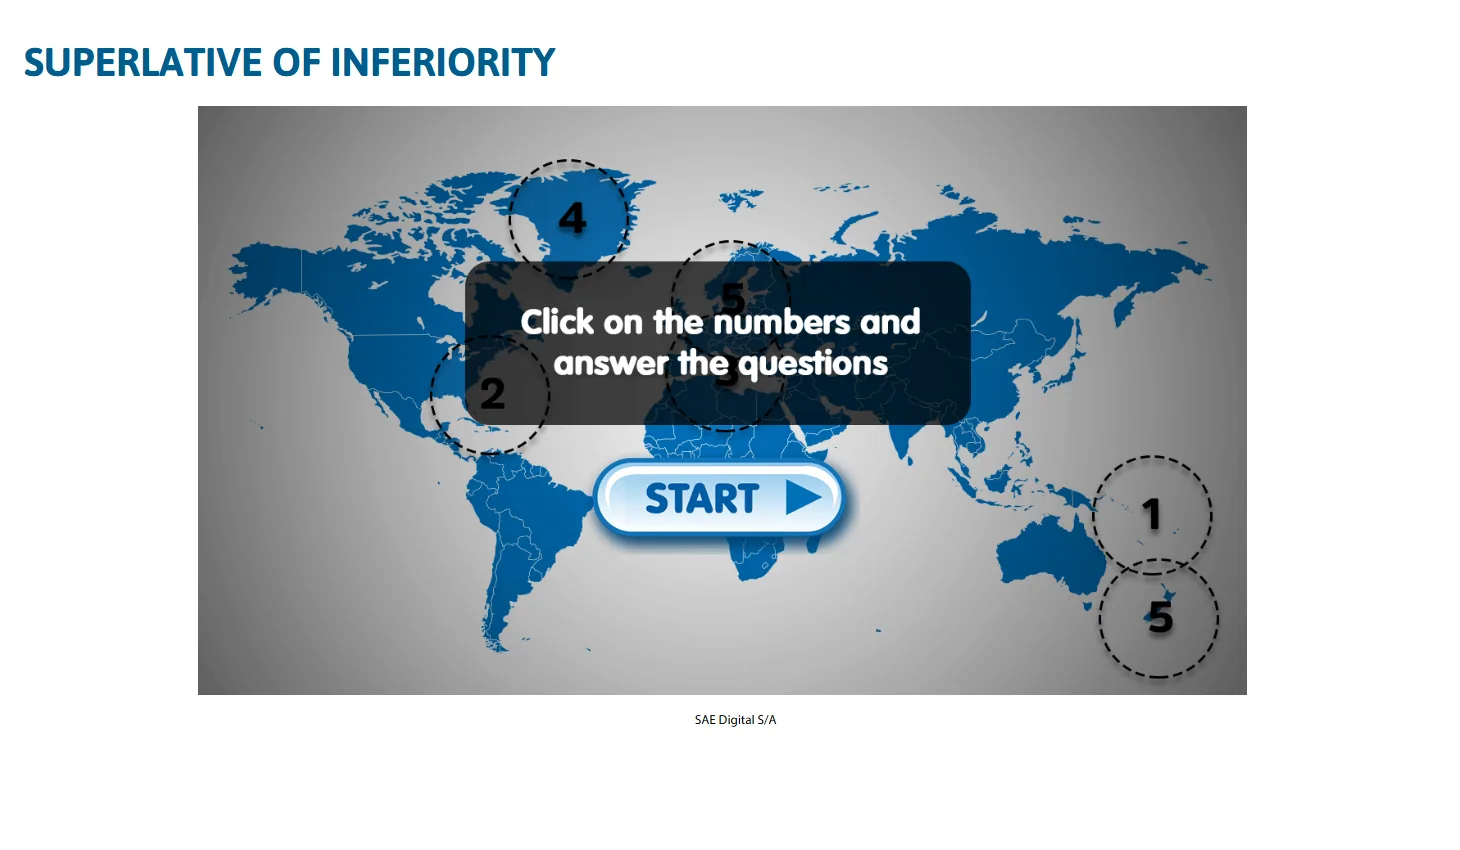 SUPERLATIVE OF INFERIORITY
4
5
Click on the numbers and
answer the questions
3
2
START
1
5
SAE Digital S/A